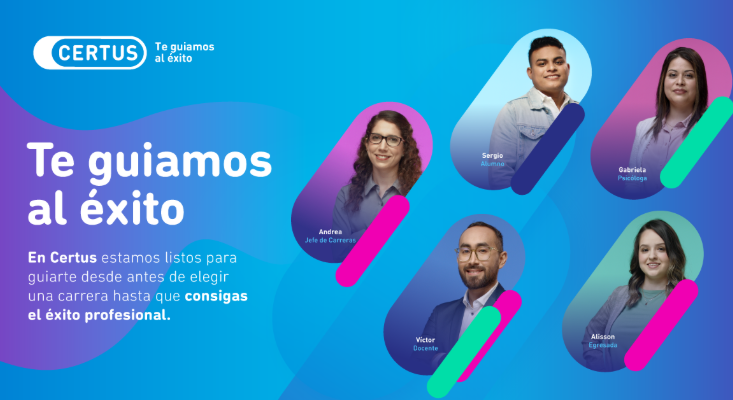 CERTUS
Te guiamos
al éxito
Te guiamos
al éxito
En Certus estamos listos para
guiarte desde antes de elegir
una carrera hasta que consigas
el éxito profesional.
Andrea
Jefe de Carreras
Sergio
Alumno
Gabriela
Psicóloga
Víctor
Docente
Alisson
Egresada